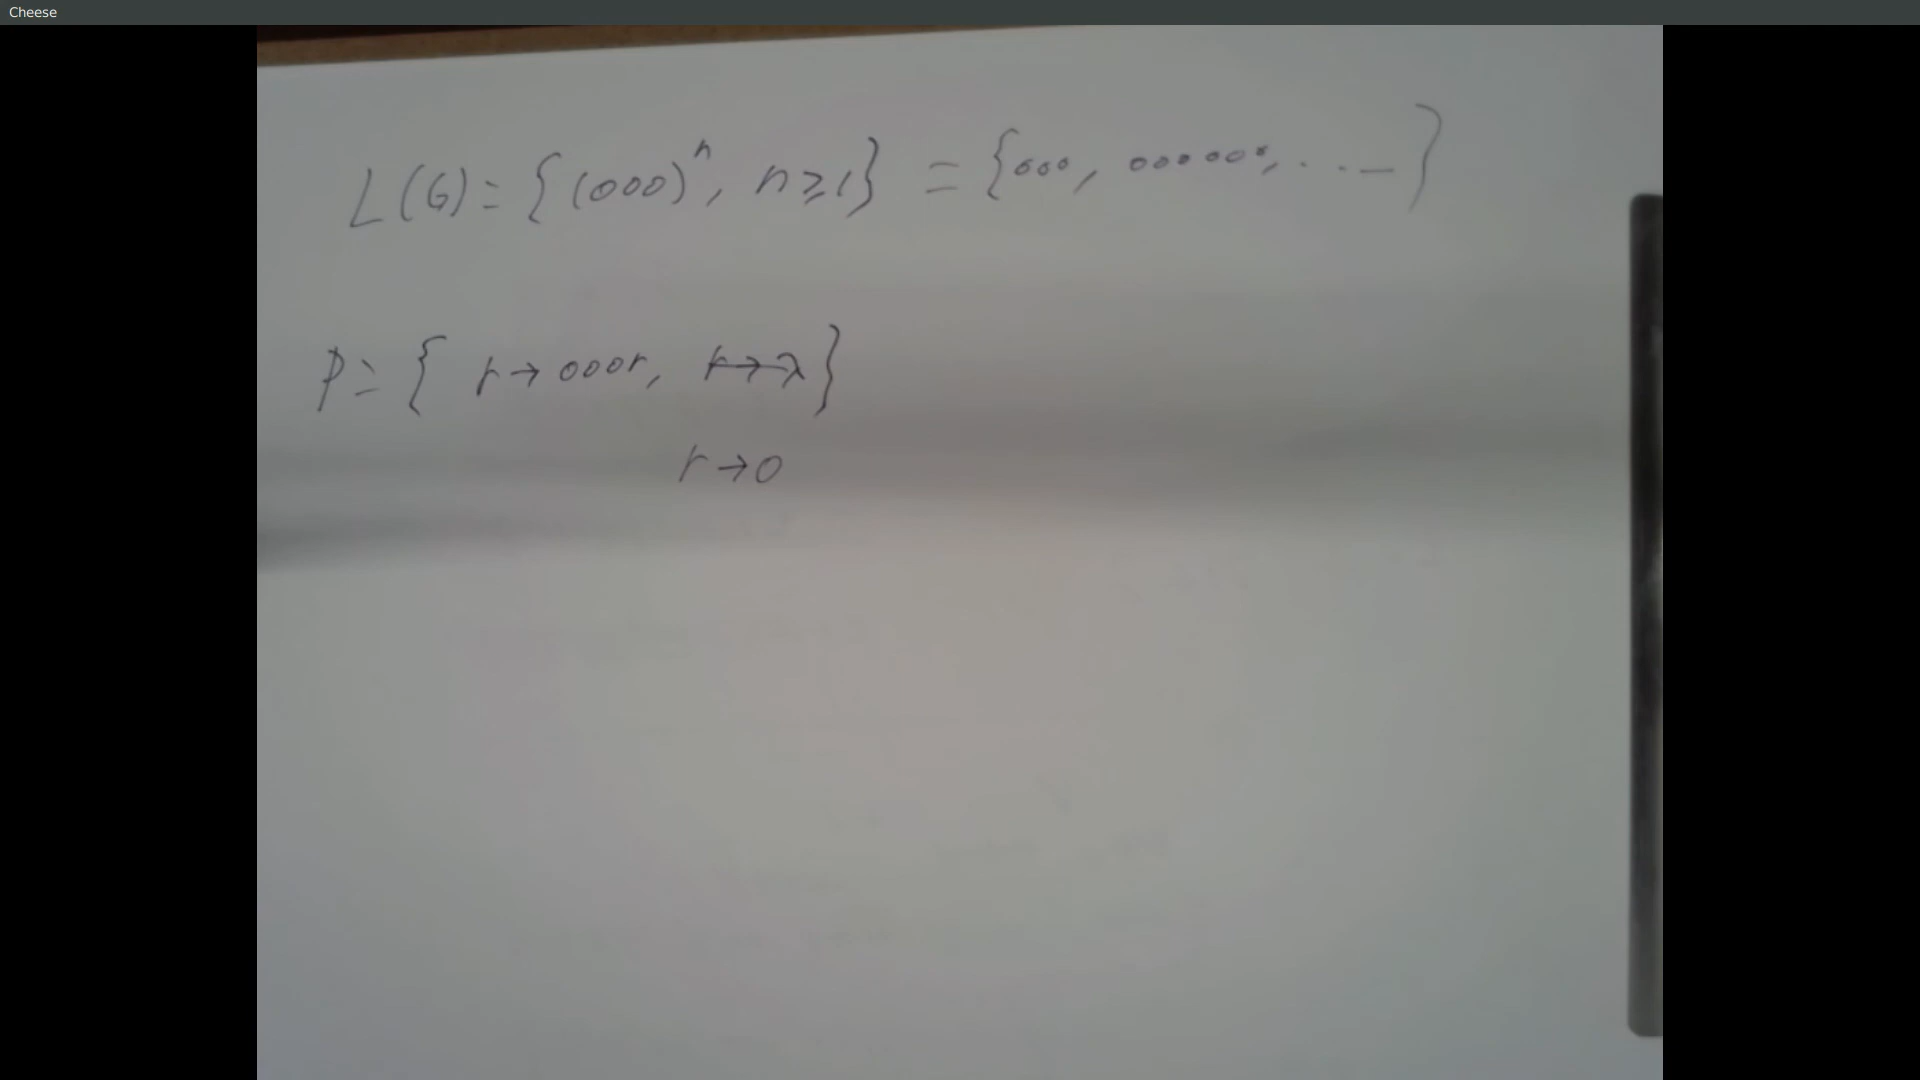 Cheese
L(G) = {(000)ⁿ, n≥1} = {000, 000000, ...}
P = { r→000r, r→λ}
r→0